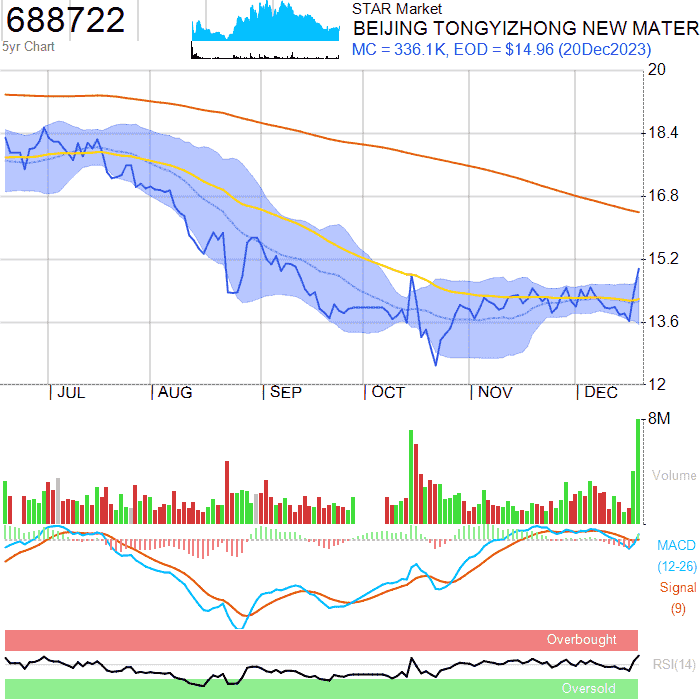 688722
5yr Chart
STAR Market
BEIJING TONGYIZHONG NEW MATER
MC = 336.1K, EOD = $14.96 (20Dec2023)
20
18.4
16.8
15.2
13.6
12
JUL AUG SEP OCT NOV DEC
8M
Volume
MACD
(12-26)
Signal
(9)
Overbought
RSI(14)
Oversold